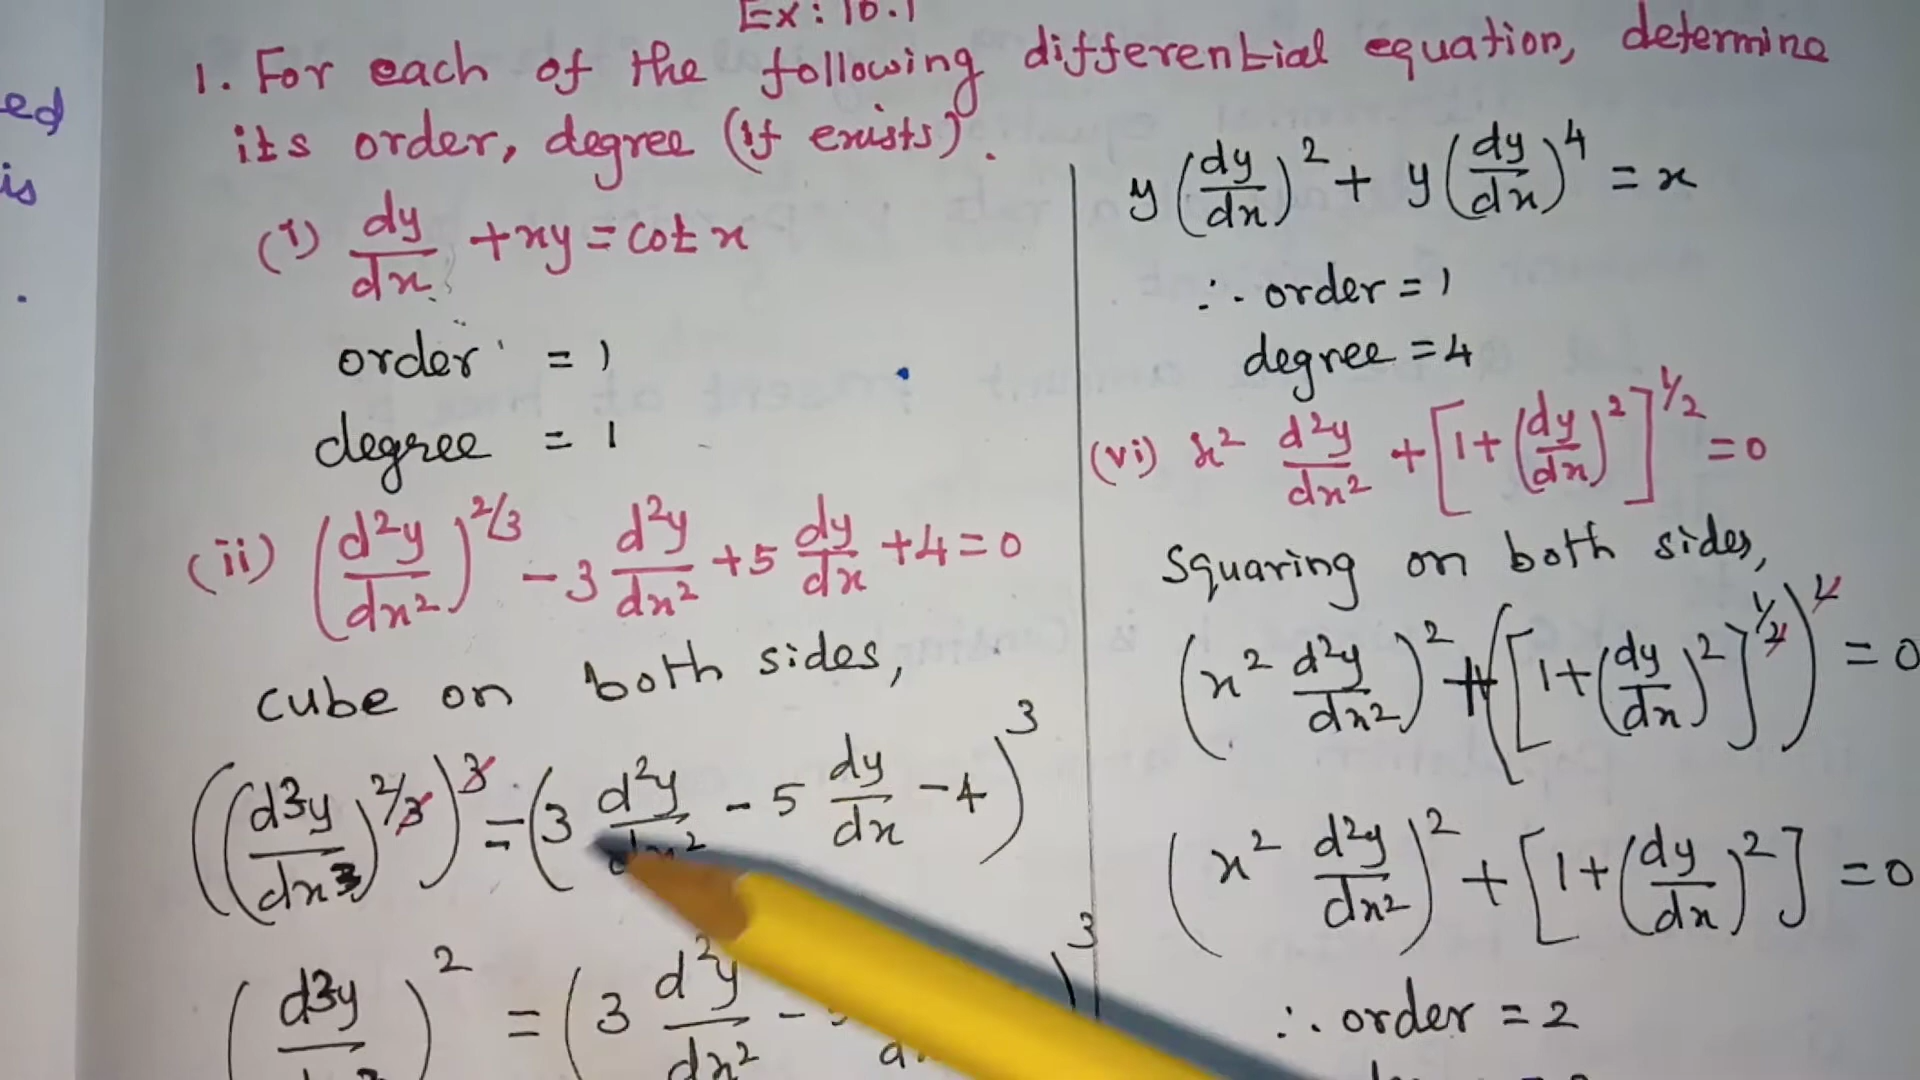 Ex: 10.1
1. For each of the following differential equation, determine
its order, degree (if exists).
(i) dy/dx + xy = cot x
order = 1
degree = 1
(ii) (d²y/dx²)^2/3 - 3 d²y/dx² + 5 dy/dx + 4 = 0
cube on both sides,
((d³y/dx³)^2/3)^3 = (3 d²y/dx² - 5 dy/dx - 4)^3
(d³y/)^2 = (3 d²y/dx² - )^3
y(dy/dx)^2 + y(dy/dx)^4 = x
∴ order = 1
degree = 4
(vi) x² d²y/dx² + [1 + (dy/dx)^2]^1/2 = 0
Squaring on both sides,
(x² d²y/dx²)^2 + ([1 + (dy/dx)^2]^1/2)^2 = 0
(x² d²y/dx²)^2 + [1 + (dy/dx)^2] = 0
∴ order = 2
ed
is
.